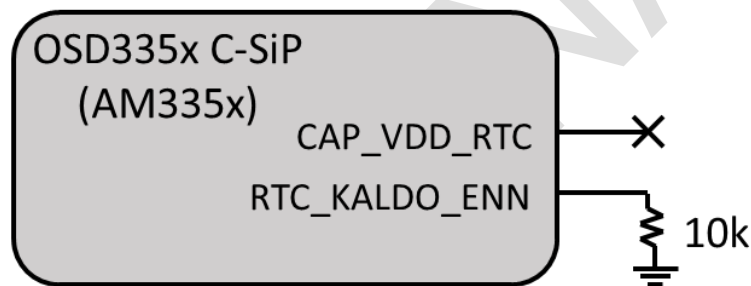 OSD335x C-SiP
(AM335x)
CAP_VDD_RTC
RTC_KALDO_ENN
10k